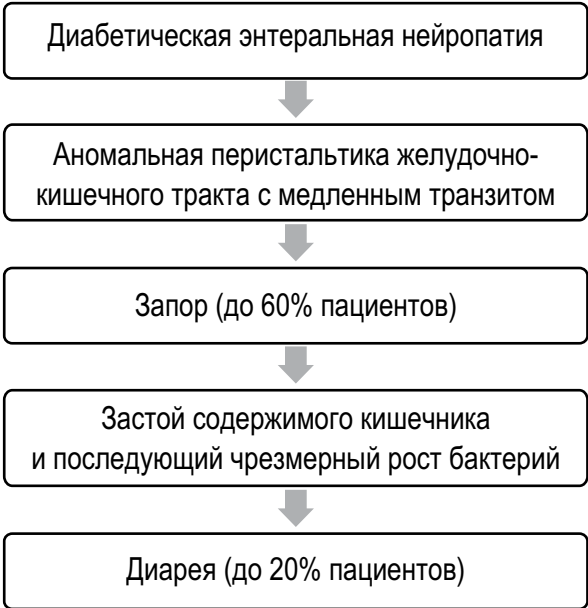 Диабетическая энтеральная нейропатия
Аномальная перистальтика желудочно-
кишечного тракта с медленным транзитом
Запор (до 60% пациентов)
Застой содержимого кишечника
и последующий чрезмерный рост бактерий
Диарея (до 20% пациентов)